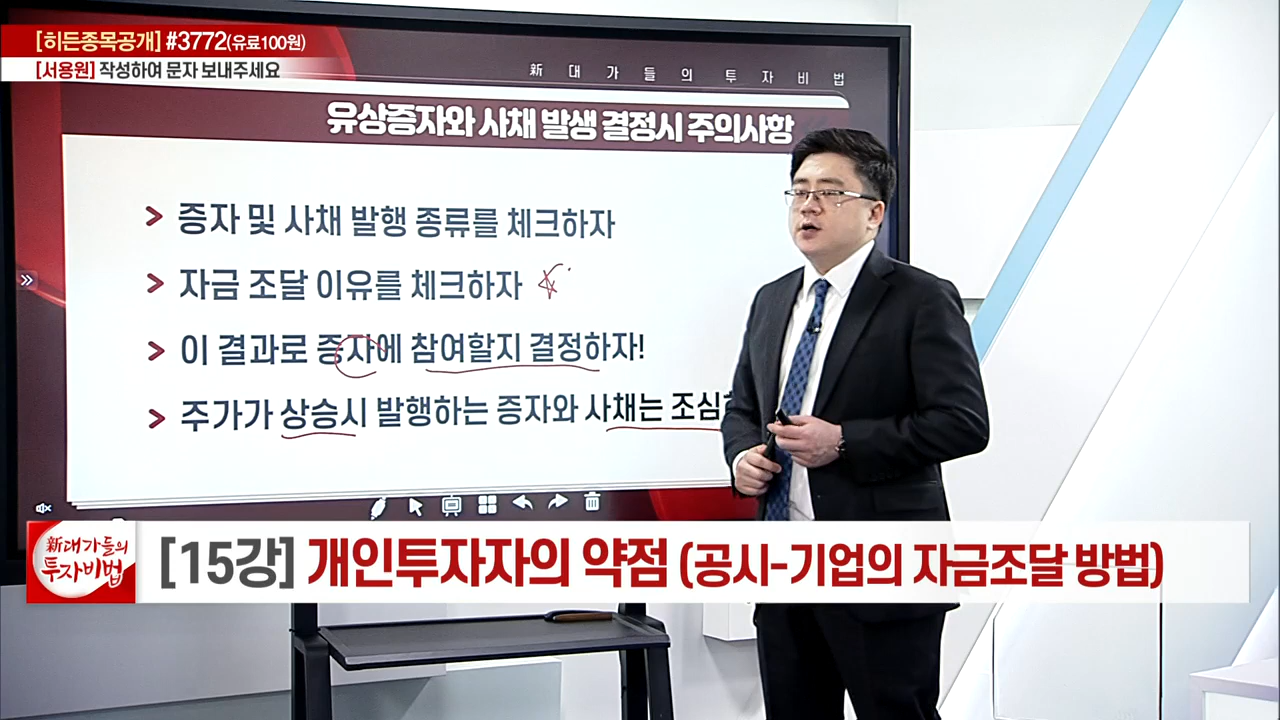 [히든종목공개] #3772(유료100원)
[서용원] 작성하여 문자 보내주세요
新 대 가 들 의 투 자 비 법
유상증자와 사채 발생 결정시 주의사항
증자 및 사채 발행 종류를 체크하자
자금 조달 이유를 체크하자
이 결과로 증자에 참여할지 결정하자!
주가가 상승시 발행하는 증자와 사채는 조심
新대가들의
투자비법
[15강] 개인투자자의 약점 (공시-기업의 자금조달 방법)